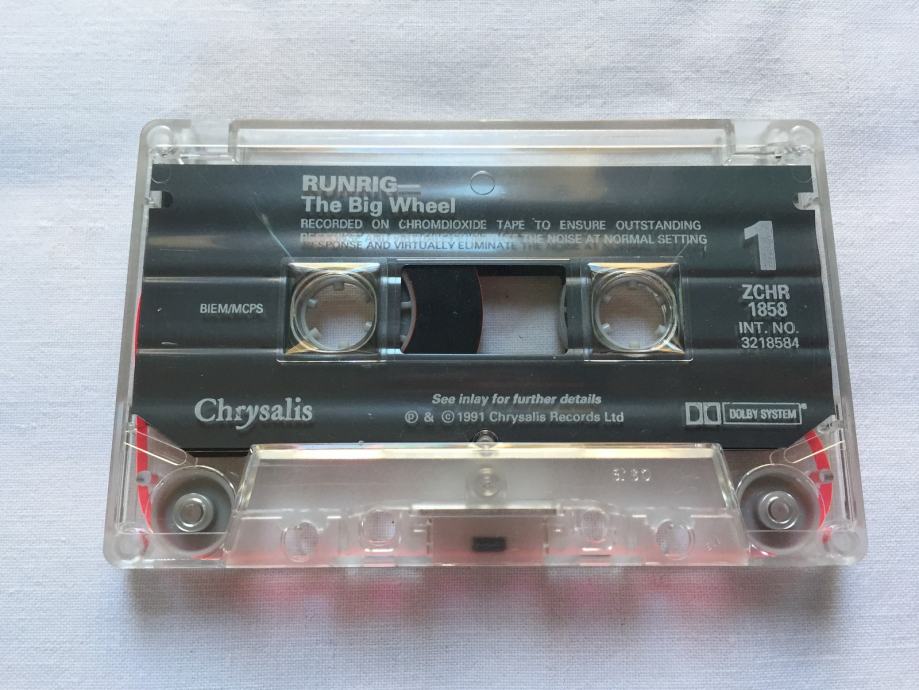 RUNRIG—
The Big Wheel
RECORDED ON CHROMDIOXIDE TAPE TO ENSURE OUTSTANDING
RESPONSE AND VIRTUALLY ELIMINATE THE NOISE AT NORMAL SETTING
1
BIEM/MCPS
ZCHR
1858
INT. NO.
3218584
Chrysalis
See inlay for further details
℗ & © 1991 Chrysalis Records Ltd
DOLBY SYSTEM®